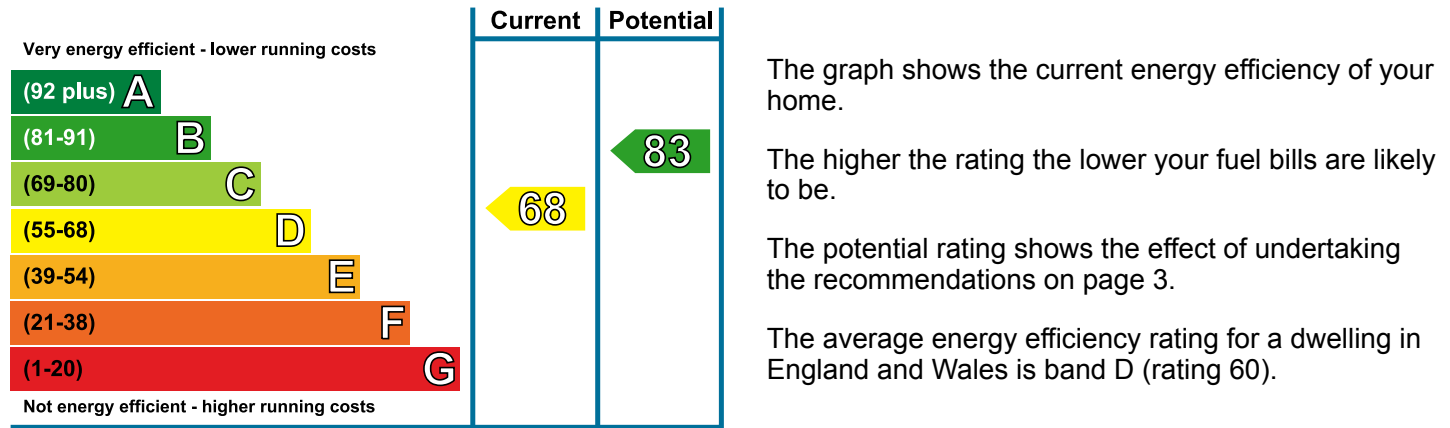 Current Potential
Very energy efficient - lower running costs
(92 plus) A
(81-91) B
83
(69-80) C
68
(55-68) D
(39-54) E
(21-38) F
(1-20) G
Not energy efficient - higher running costs
The graph shows the current energy efficiency of your
home.
The higher the rating the lower your fuel bills are likely
to be.
The potential rating shows the effect of undertaking
the recommendations on page 3.
The average energy efficiency rating for a dwelling in
England and Wales is band D (rating 60).